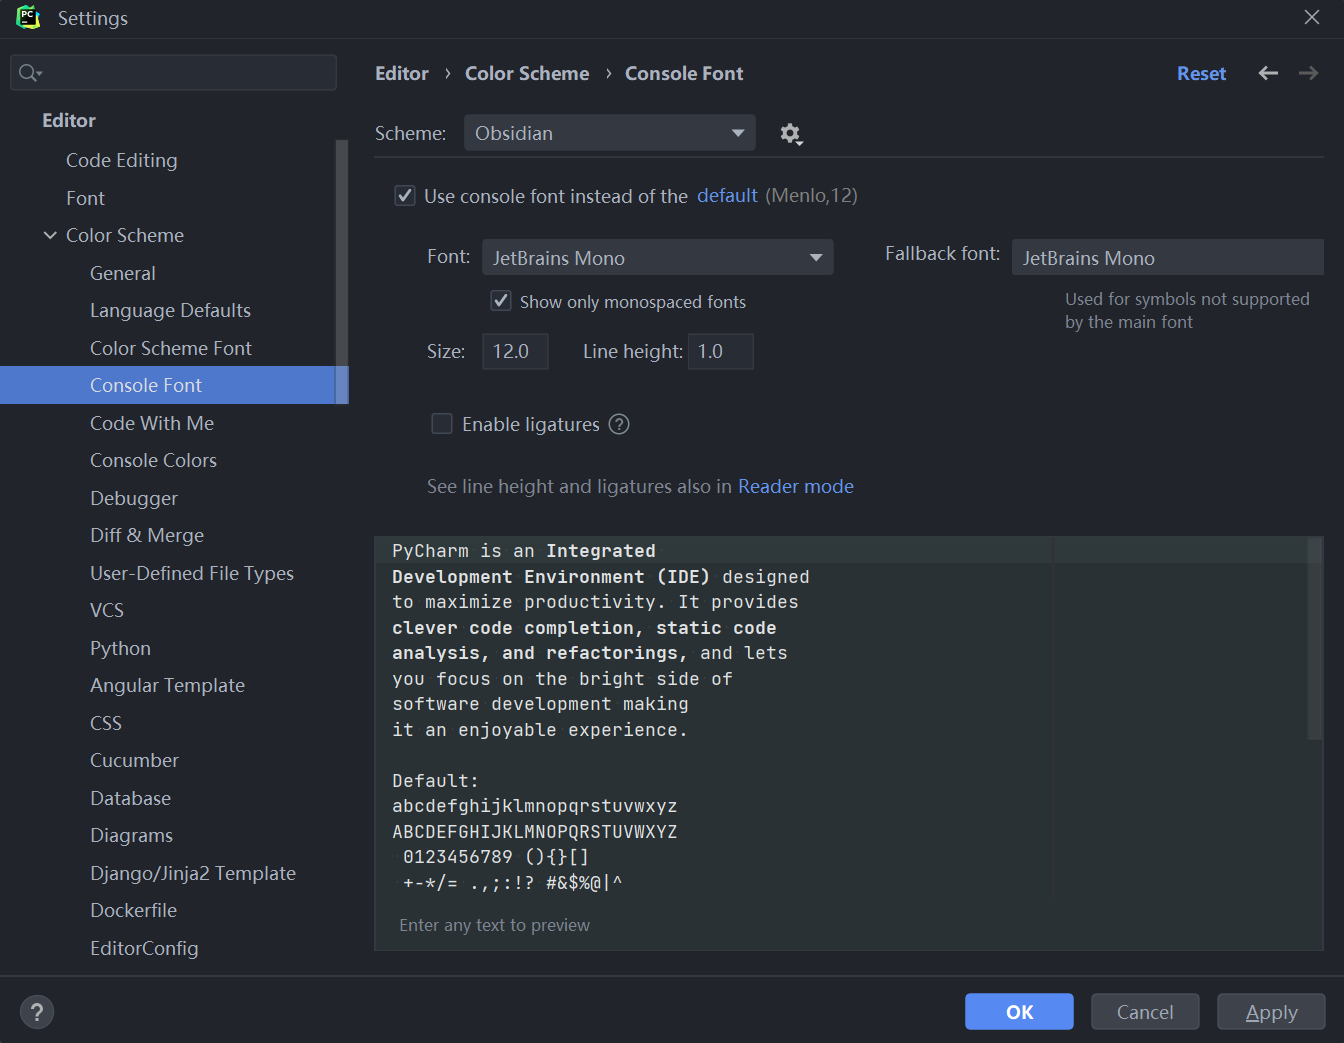 PC
Settings
Editor
Code Editing
Font
Color Scheme
General
Language Defaults
Color Scheme Font
Console Font
Code With Me
Console Colors
Debugger
Diff & Merge
User-Defined File Types
VCS
Python
Angular Template
CSS
Cucumber
Database
Diagrams
Django/Jinja2 Template
Dockerfile
EditorConfig
Editor › Color Scheme › Console Font
Reset
Scheme: Obsidian
Use console font instead of the default (Menlo,12)
Font: JetBrains Mono
Fallback font: JetBrains Mono
Show only monospaced fonts
Used for symbols not supported
by the main font
Size: 12.0 Line height: 1.0
Enable ligatures ?
See line height and ligatures also in Reader mode
PyCharm is an Integrated
Development Environment (IDE) designed
to maximize productivity. It provides
clever code completion, static code
analysis, and refactorings, and lets
you focus on the bright side of
software development making
it an enjoyable experience.
Default:
abcdefghijklmnopqrstuvwxyz
ABCDEFGHIJKLMNOPQRSTUVWXYZ
0123456789 (){}[]
+-*/= .,;:!? #&$%@|^
Enter any text to preview
?
OK
Cancel
Apply